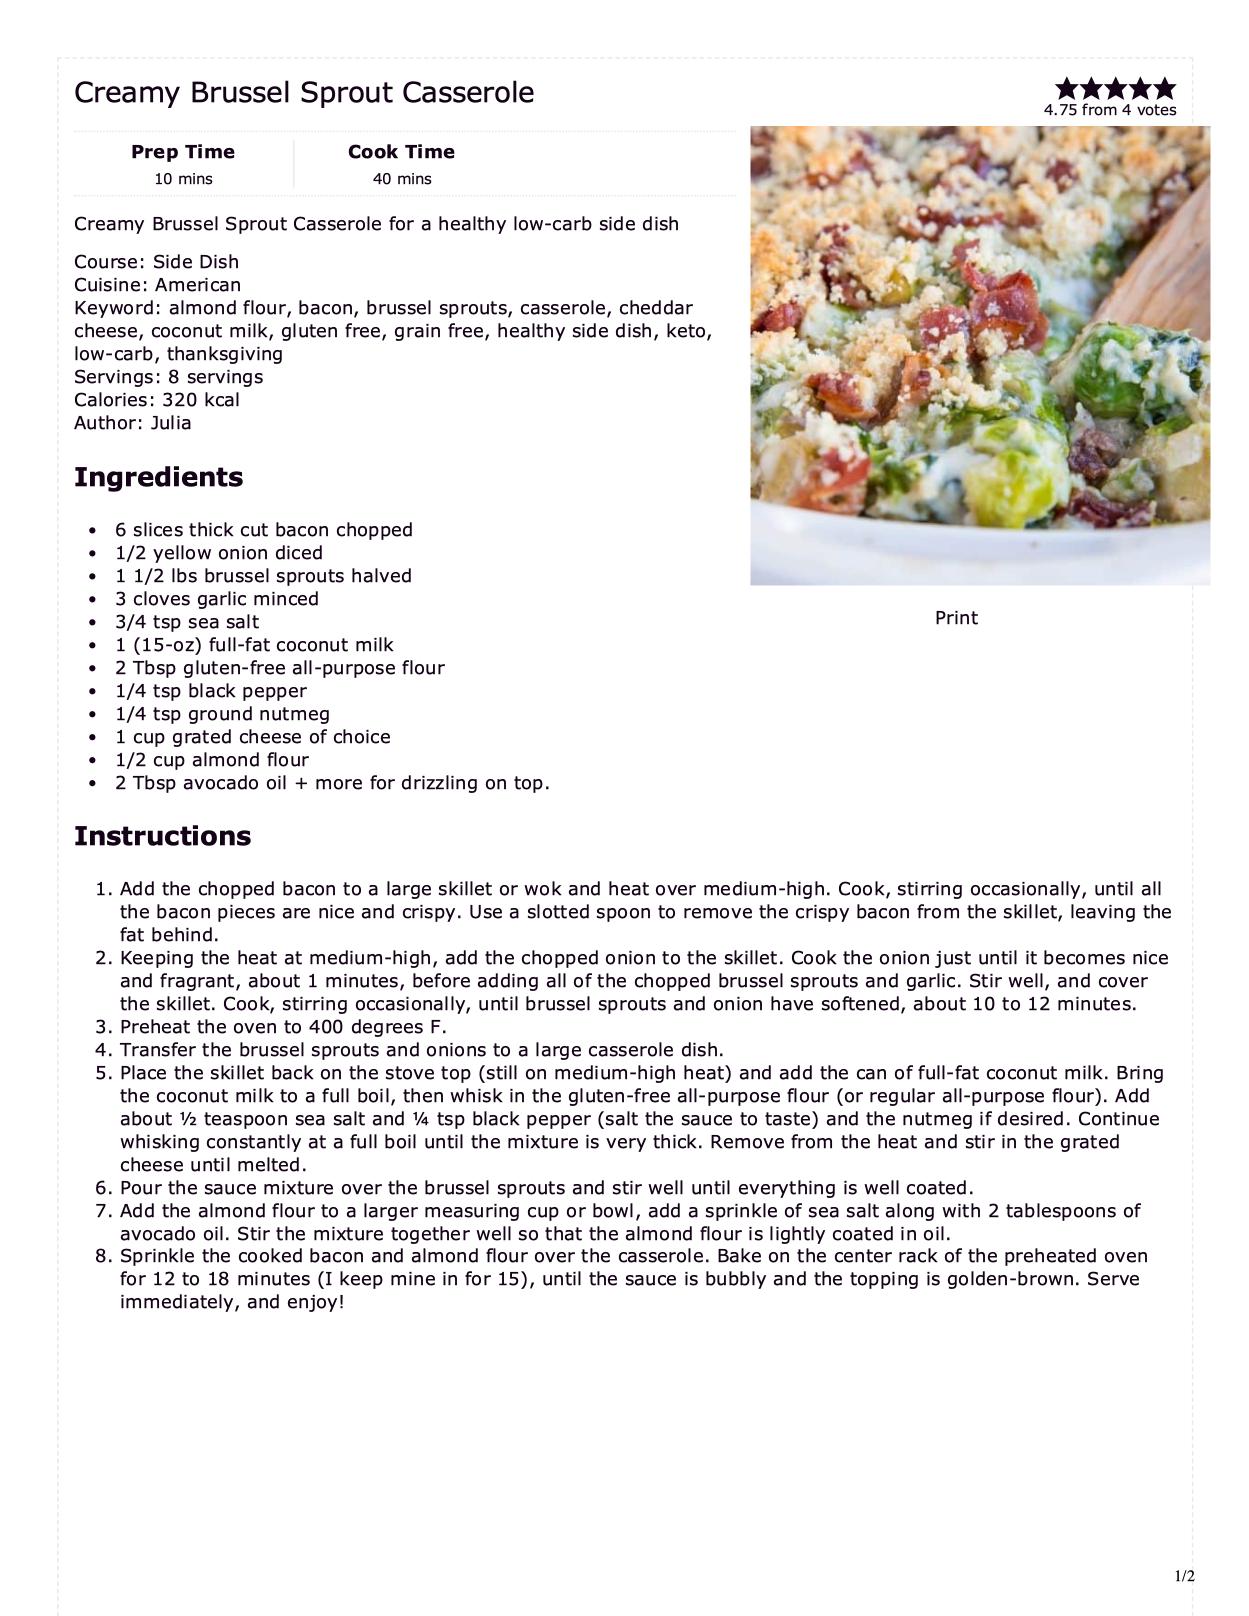 Creamy Brussel Sprout Casserole
4.75 from 4 votes
Prep Time
10 mins
Cook Time
40 mins
Creamy Brussel Sprout Casserole for a healthy low-carb side dish
Course: Side Dish
Cuisine: American
Keyword: almond flour, bacon, brussel sprouts, casserole, cheddar
cheese, coconut milk, gluten free, grain free, healthy side dish, keto,
low-carb, thanksgiving
Servings: 8 servings
Calories: 320 kcal
Author: Julia
Print
Ingredients
• 6 slices thick cut bacon chopped
• 1/2 yellow onion diced
• 1 1/2 lbs brussel sprouts halved
• 3 cloves garlic minced
• 3/4 tsp sea salt
• 1 (15-oz) full-fat coconut milk
• 2 Tbsp gluten-free all-purpose flour
• 1/4 tsp black pepper
• 1/4 tsp ground nutmeg
• 1 cup grated cheese of choice
• 1/2 cup almond flour
• 2 Tbsp avocado oil + more for drizzling on top.
Instructions
1. Add the chopped bacon to a large skillet or wok and heat over medium-high. Cook, stirring occasionally, until all
the bacon pieces are nice and crispy. Use a slotted spoon to remove the crispy bacon from the skillet, leaving the
fat behind.
2. Keeping the heat at medium-high, add the chopped onion to the skillet. Cook the onion just until it becomes nice
and fragrant, about 1 minutes, before adding all of the chopped brussel sprouts and garlic. Stir well, and cover
the skillet. Cook, stirring occasionally, until brussel sprouts and onion have softened, about 10 to 12 minutes.
3. Preheat the oven to 400 degrees F.
4. Transfer the brussel sprouts and onions to a large casserole dish.
5. Place the skillet back on the stove top (still on medium-high heat) and add the can of full-fat coconut milk. Bring
the coconut milk to a full boil, then whisk in the gluten-free all-purpose flour (or regular all-purpose flour). Add
about ½ teaspoon sea salt and ¼ tsp black pepper (salt the sauce to taste) and the nutmeg if desired. Continue
whisking constantly at a full boil until the mixture is very thick. Remove from the heat and stir in the grated
cheese until melted.
6. Pour the sauce mixture over the brussel sprouts and stir well until everything is well coated.
7. Add the almond flour to a larger measuring cup or bowl, add a sprinkle of sea salt along with 2 tablespoons of
avocado oil. Stir the mixture together well so that the almond flour is lightly coated in oil.
8. Sprinkle the cooked bacon and almond flour over the casserole. Bake on the center rack of the preheated oven
for 12 to 18 minutes (I keep mine in for 15), until the sauce is bubbly and the topping is golden-brown. Serve
immediately, and enjoy!
1/2